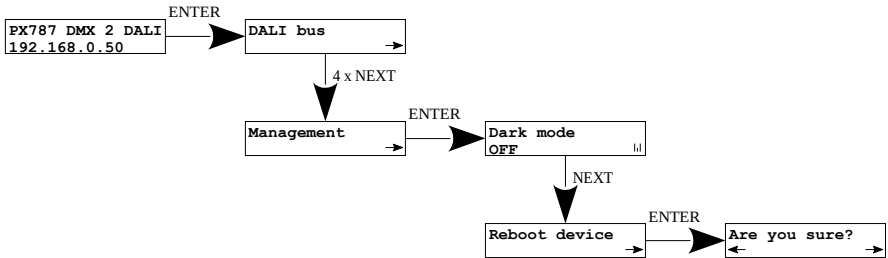 ENTER
PX787 DMX 2 DALI
192.168.0.50
DALI bus
4 x NEXT
ENTER
Management
Dark mode
OFF
NEXT
ENTER
Reboot device
Are you sure?